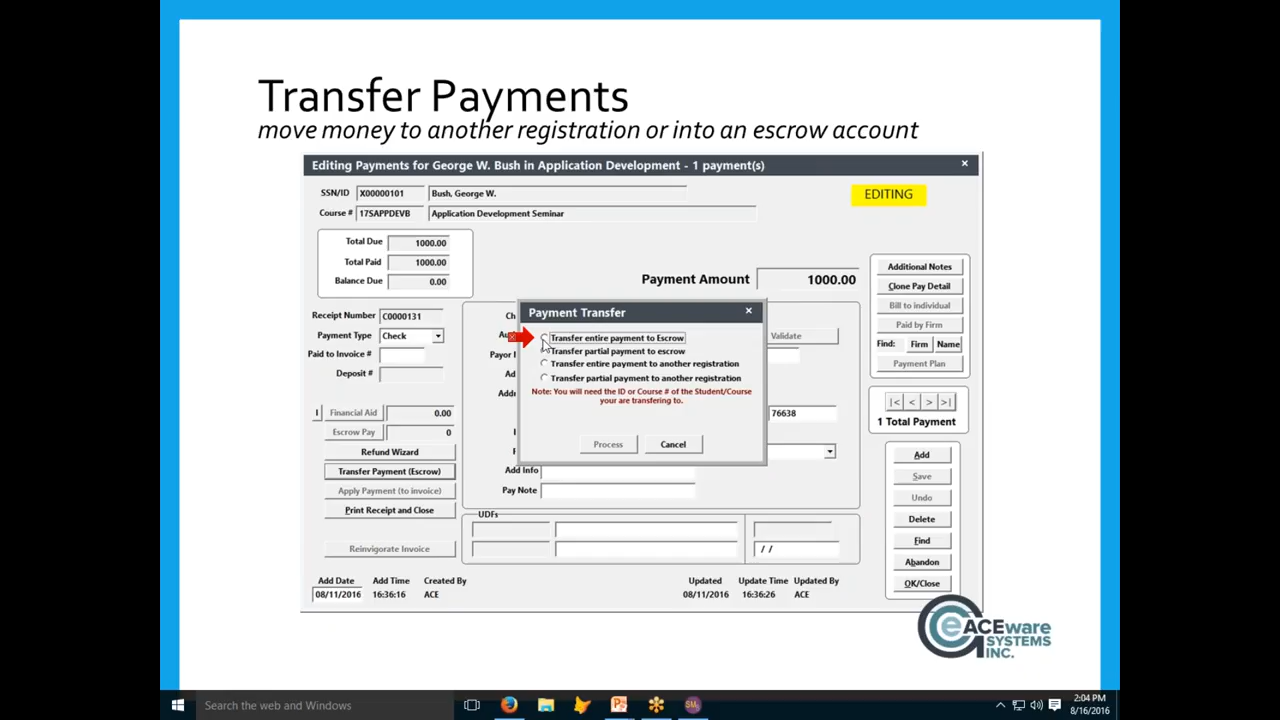 Transfer Payments
move money to another registration or into an escrow account
Editing Payments for George W. Bush in Application Development - 1 payment(s)
SSN/ID X00000101 Bush, George W.
EDITING
Course # 17SAPPDEVB Application Development Seminar
Total Due 1000.00
Total Paid 1000.00
Balance Due 0.00
Payment Amount 1000.00
Additional Notes
Clone Pay Detail
Bill to individual
Paid by Firm
Find: Firm Name
Payment Plan
Receipt Number C0000131
Payment Type Check
Paid to Invoice #
Deposit #
Payment Transfer
Transfer entire payment to Escrow
Transfer partial payment to escrow
Transfer entire payment to another registration
Transfer partial payment to another registration
Note: You will need the ID or Course # of the Student/Course
your are transfering to.
Process Cancel
Validate
76638
|< < > >|
1 Total Payment
I Financial Aid 0.00
Escrow Pay 0
Refund Wizard
Transfer Payment (Escrow)
Apply Payment (to invoice)
Print Receipt and Close
Reinvigorate Invoice
Add Info
Pay Note
UDFs
/ /
Add
Save
Undo
Delete
Find
Abandon
OK/Close
Add Date Add Time Created By
08/11/2016 16:36:16 ACE
Updated Update Time Updated By
08/11/2016 16:36:26 ACE
ACEware
SYSTEMS
INC.
Search the web and Windows
2:04 PM
8/16/2016